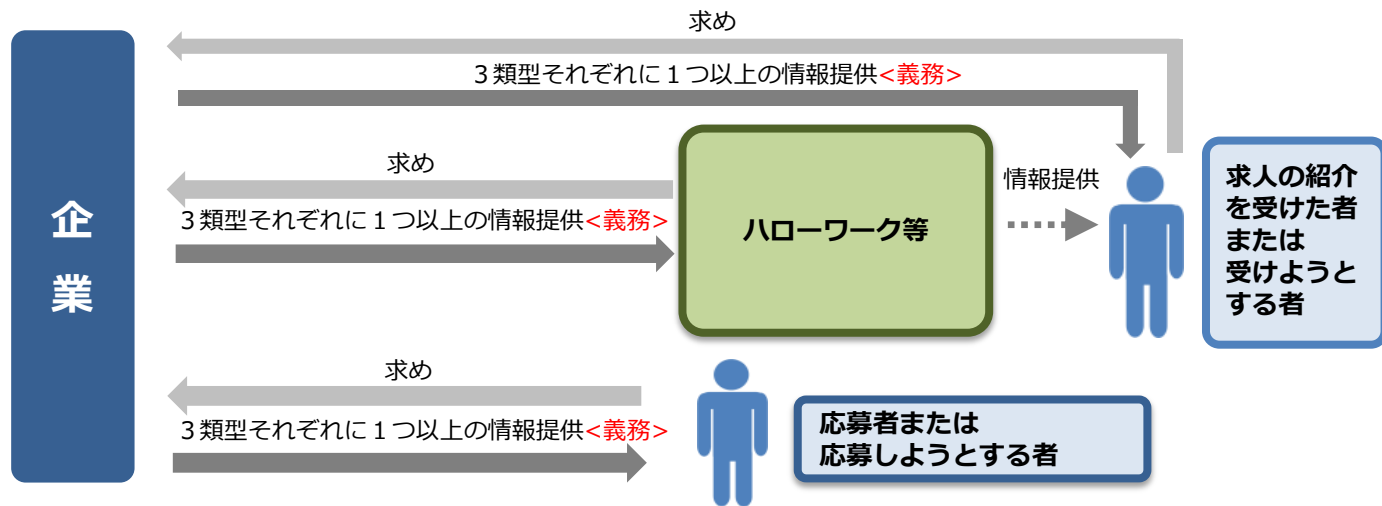 求め
３類型それぞれに１つ以上の情報提供<義務>
企
業
求め
３類型それぞれに１つ以上の情報提供<義務>
ハローワーク等
情報提供
求人の紹介
を受けた者
または
受けようと
する者
求め
３類型それぞれに１つ以上の情報提供<義務>
応募者または
応募しようとする者